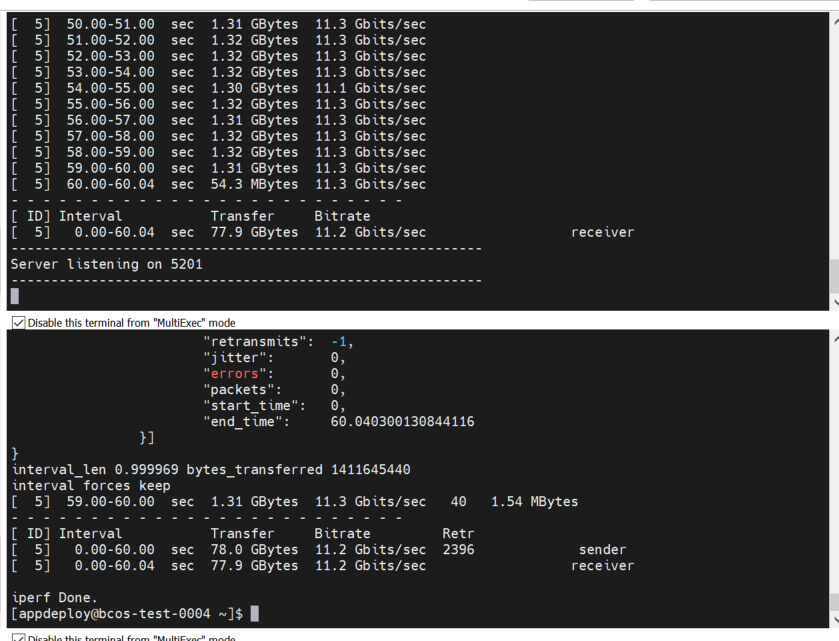 [  5]  50.00-51.00  sec  1.31 GBytes  11.3 Gbits/sec
[  5]  51.00-52.00  sec  1.32 GBytes  11.3 Gbits/sec
[  5]  52.00-53.00  sec  1.32 GBytes  11.3 Gbits/sec
[  5]  53.00-54.00  sec  1.32 GBytes  11.3 Gbits/sec
[  5]  54.00-55.00  sec  1.30 GBytes  11.1 Gbits/sec
[  5]  55.00-56.00  sec  1.32 GBytes  11.3 Gbits/sec
[  5]  56.00-57.00  sec  1.31 GBytes  11.3 Gbits/sec
[  5]  57.00-58.00  sec  1.32 GBytes  11.3 Gbits/sec
[  5]  58.00-59.00  sec  1.32 GBytes  11.3 Gbits/sec
[  5]  59.00-60.00  sec  1.31 GBytes  11.3 Gbits/sec
[  5]  60.00-60.04  sec  54.3 MBytes  11.3 Gbits/sec
- - - - - - - - - - - - - - - - - - - - - - - - -
[ ID] Interval           Transfer     Bitrate
[  5]   0.00-60.04  sec  77.9 GBytes  11.2 Gbits/sec                  receiver
-----------------------------------------------------------
Server listening on 5201
-----------------------------------------------------------
Disable this terminal from "MultiExec" mode
"retransmits":  -1,
"jitter":       0,
"errors":       0,
"packets":      0,
"start_time":   0,
"end_time":     60.040300130844116
}]
}
interval_len 0.999969 bytes_transferred 1411645440
interval forces keep
[  5]  59.00-60.00  sec  1.31 GBytes  11.3 Gbits/sec   40   1.54 MBytes
- - - - - - - - - - - - - - - - - - - - - - - - -
[ ID] Interval           Transfer     Bitrate         Retr
[  5]   0.00-60.00  sec  78.0 GBytes  11.2 Gbits/sec  2396             sender
[  5]   0.00-60.04  sec  77.9 GBytes  11.2 Gbits/sec                  receiver
iperf Done.
[appdeploy@bcos-test-0004 ~]$
Disable this terminal from "MultiExec" mode